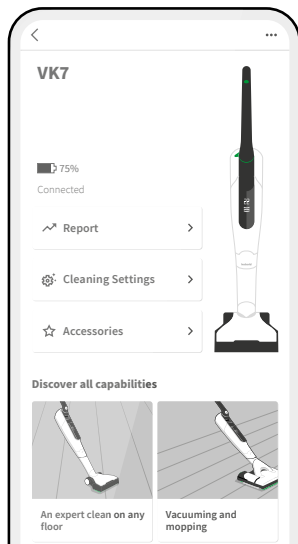 VK7
75%
Connected
Report
Cleaning Settings
Accessories
Discover all capabilities
An expert clean on any
floor
Vacuuming and
mopping